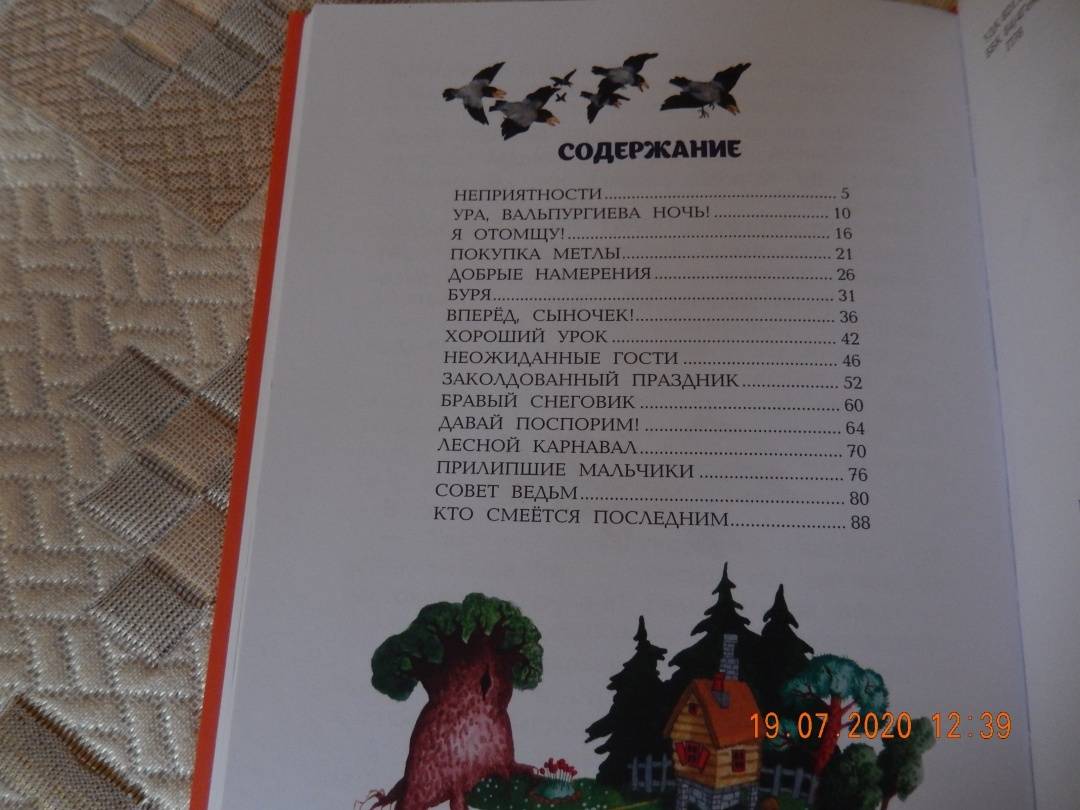 СОДЕРЖАНИЕ
НЕПРИЯТНОСТИ.......................................... 5
УРА, ВАЛЬПУРГИЕВА НОЧЬ!..................... 10
Я ОТОМЩУ!................................................. 16
ПОКУПКА МЕТЛЫ....................................... 21
ДОБРЫЕ НАМЕРЕНИЯ.................................. 26
БУРЯ............................................................... 31
ВПЕРЁД, СЫНОЧЕК!..................................... 36
ХОРОШИЙ УРОК.......................................... 42
НЕОЖИДАННЫЕ ГОСТИ............................. 46
ЗАКОЛДОВАННЫЙ ПРАЗДНИК.................. 52
БРАВЫЙ СНЕГОВИК..................................... 60
ДАВАЙ ПОСПОРИМ!..................................... 64
ЛЕСНОЙ КАРНАВАЛ...................................... 70
ПРИЛИПШИЕ МАЛЬЧИКИ........................... 76
СОВЕТ ВЕДЬМ................................................ 80
КТО СМЕЁТСЯ ПОСЛЕДНИМ...................... 88
19.07.2020 12:39